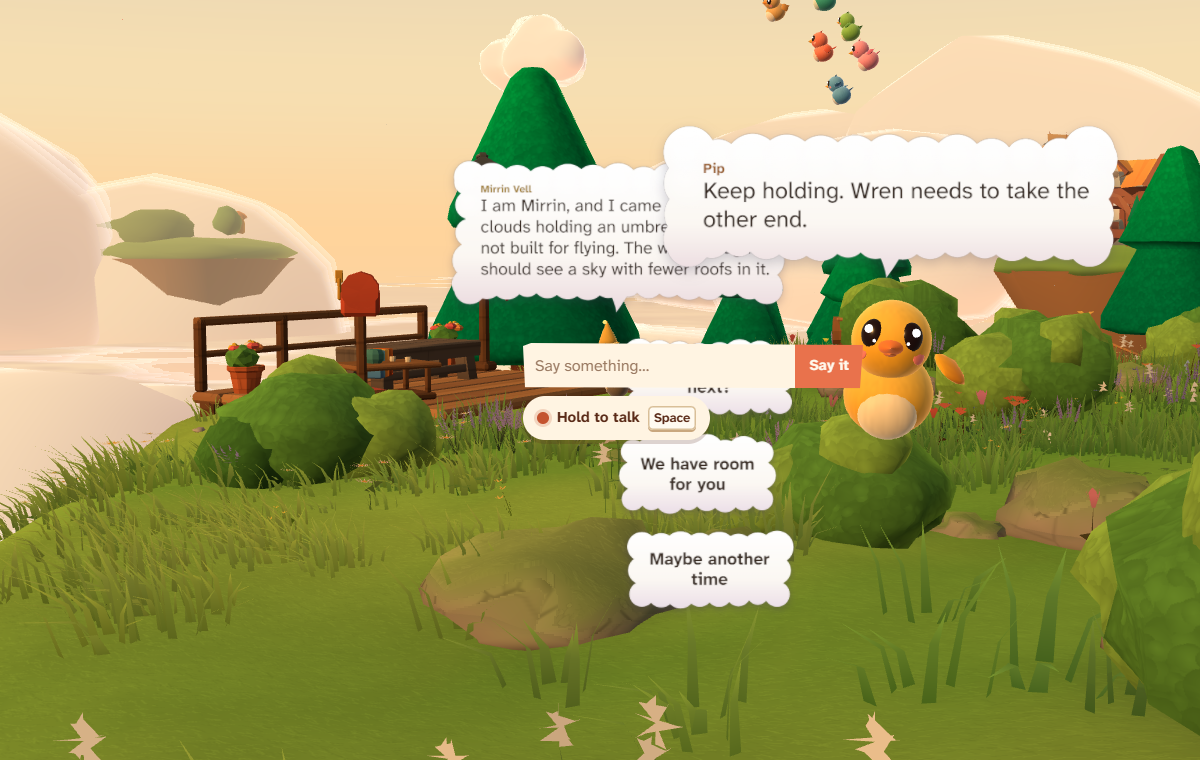 Pip
Keep holding. Wren needs to take the
other end.
Mirrin Vell
I am Mirrin, and I came
clouds holding an
not built for flying. The
should see a sky with fewer roofs in it.
Say something...
Say it
next?
Hold to talk
Space
We have room
for you
Maybe another
time